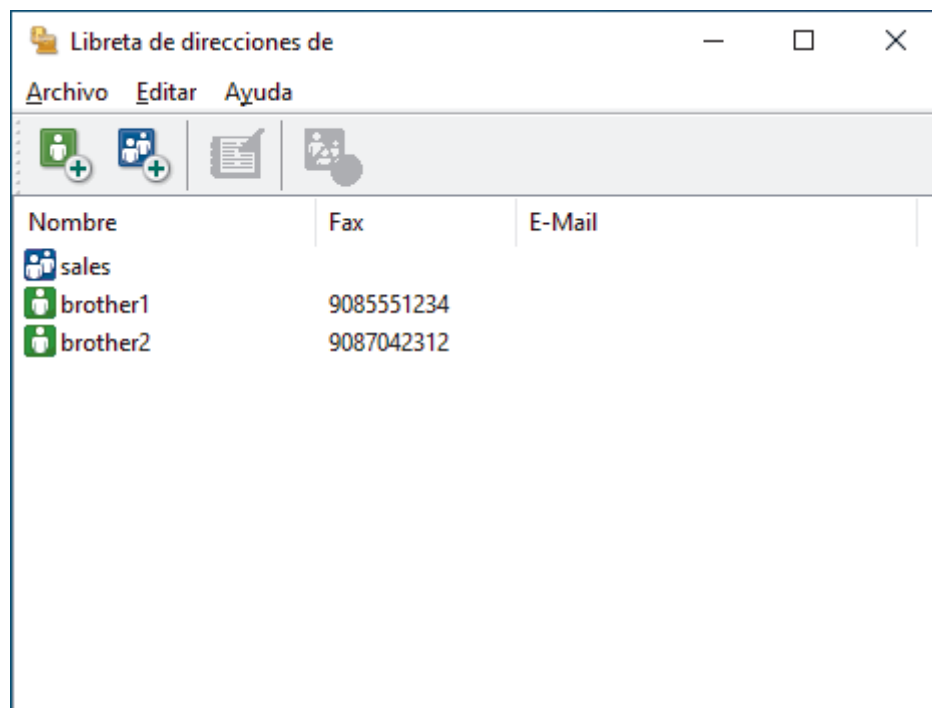 Libreta de direcciones de
Archivo Editar Ayuda
Nombre Fax E-Mail
sales
brother1 9085551234
brother2 9087042312